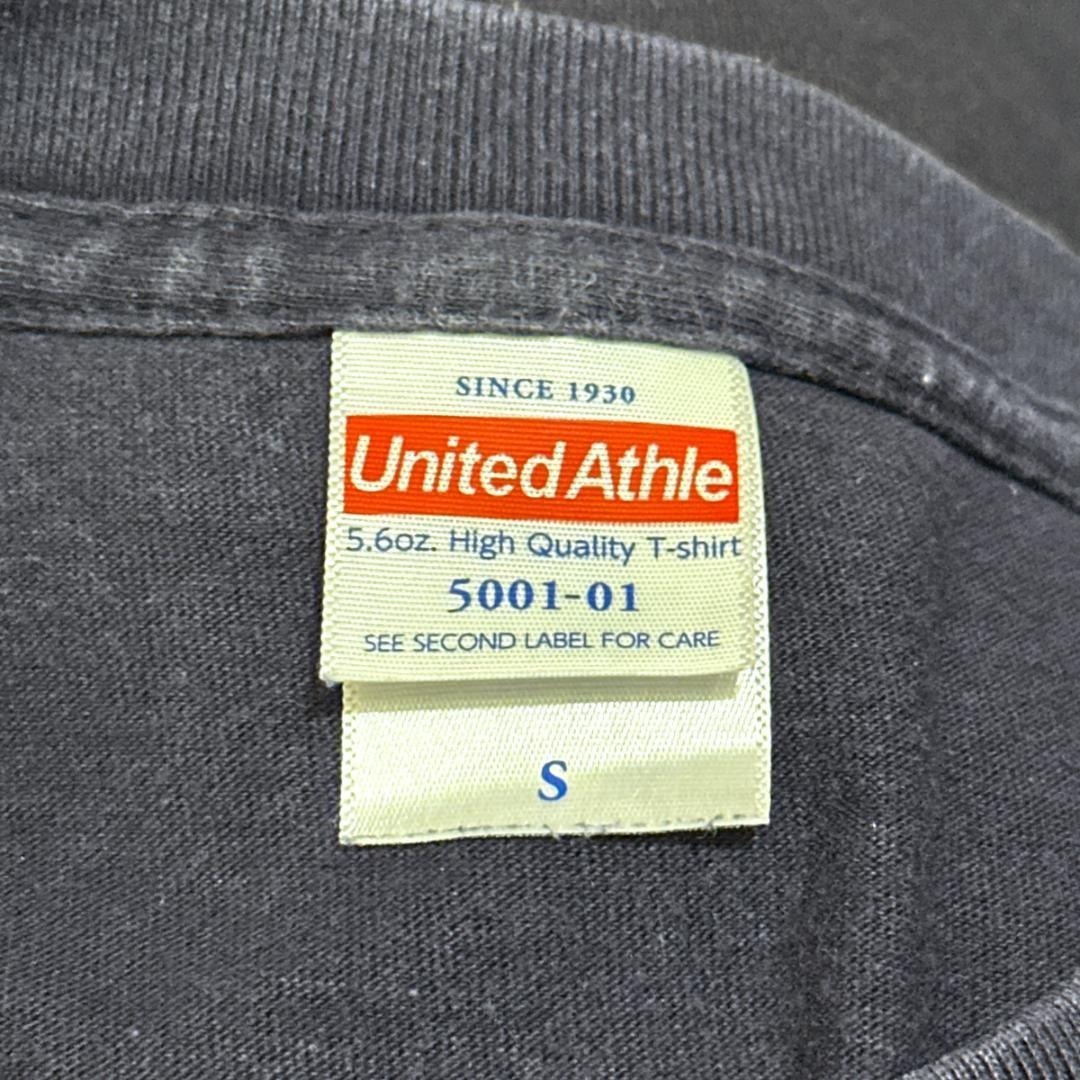 SINCE 1930
United Athle
5.6oz. High Quality T-shirt
5001-01
SEE SECOND LABEL FOR CARE
S